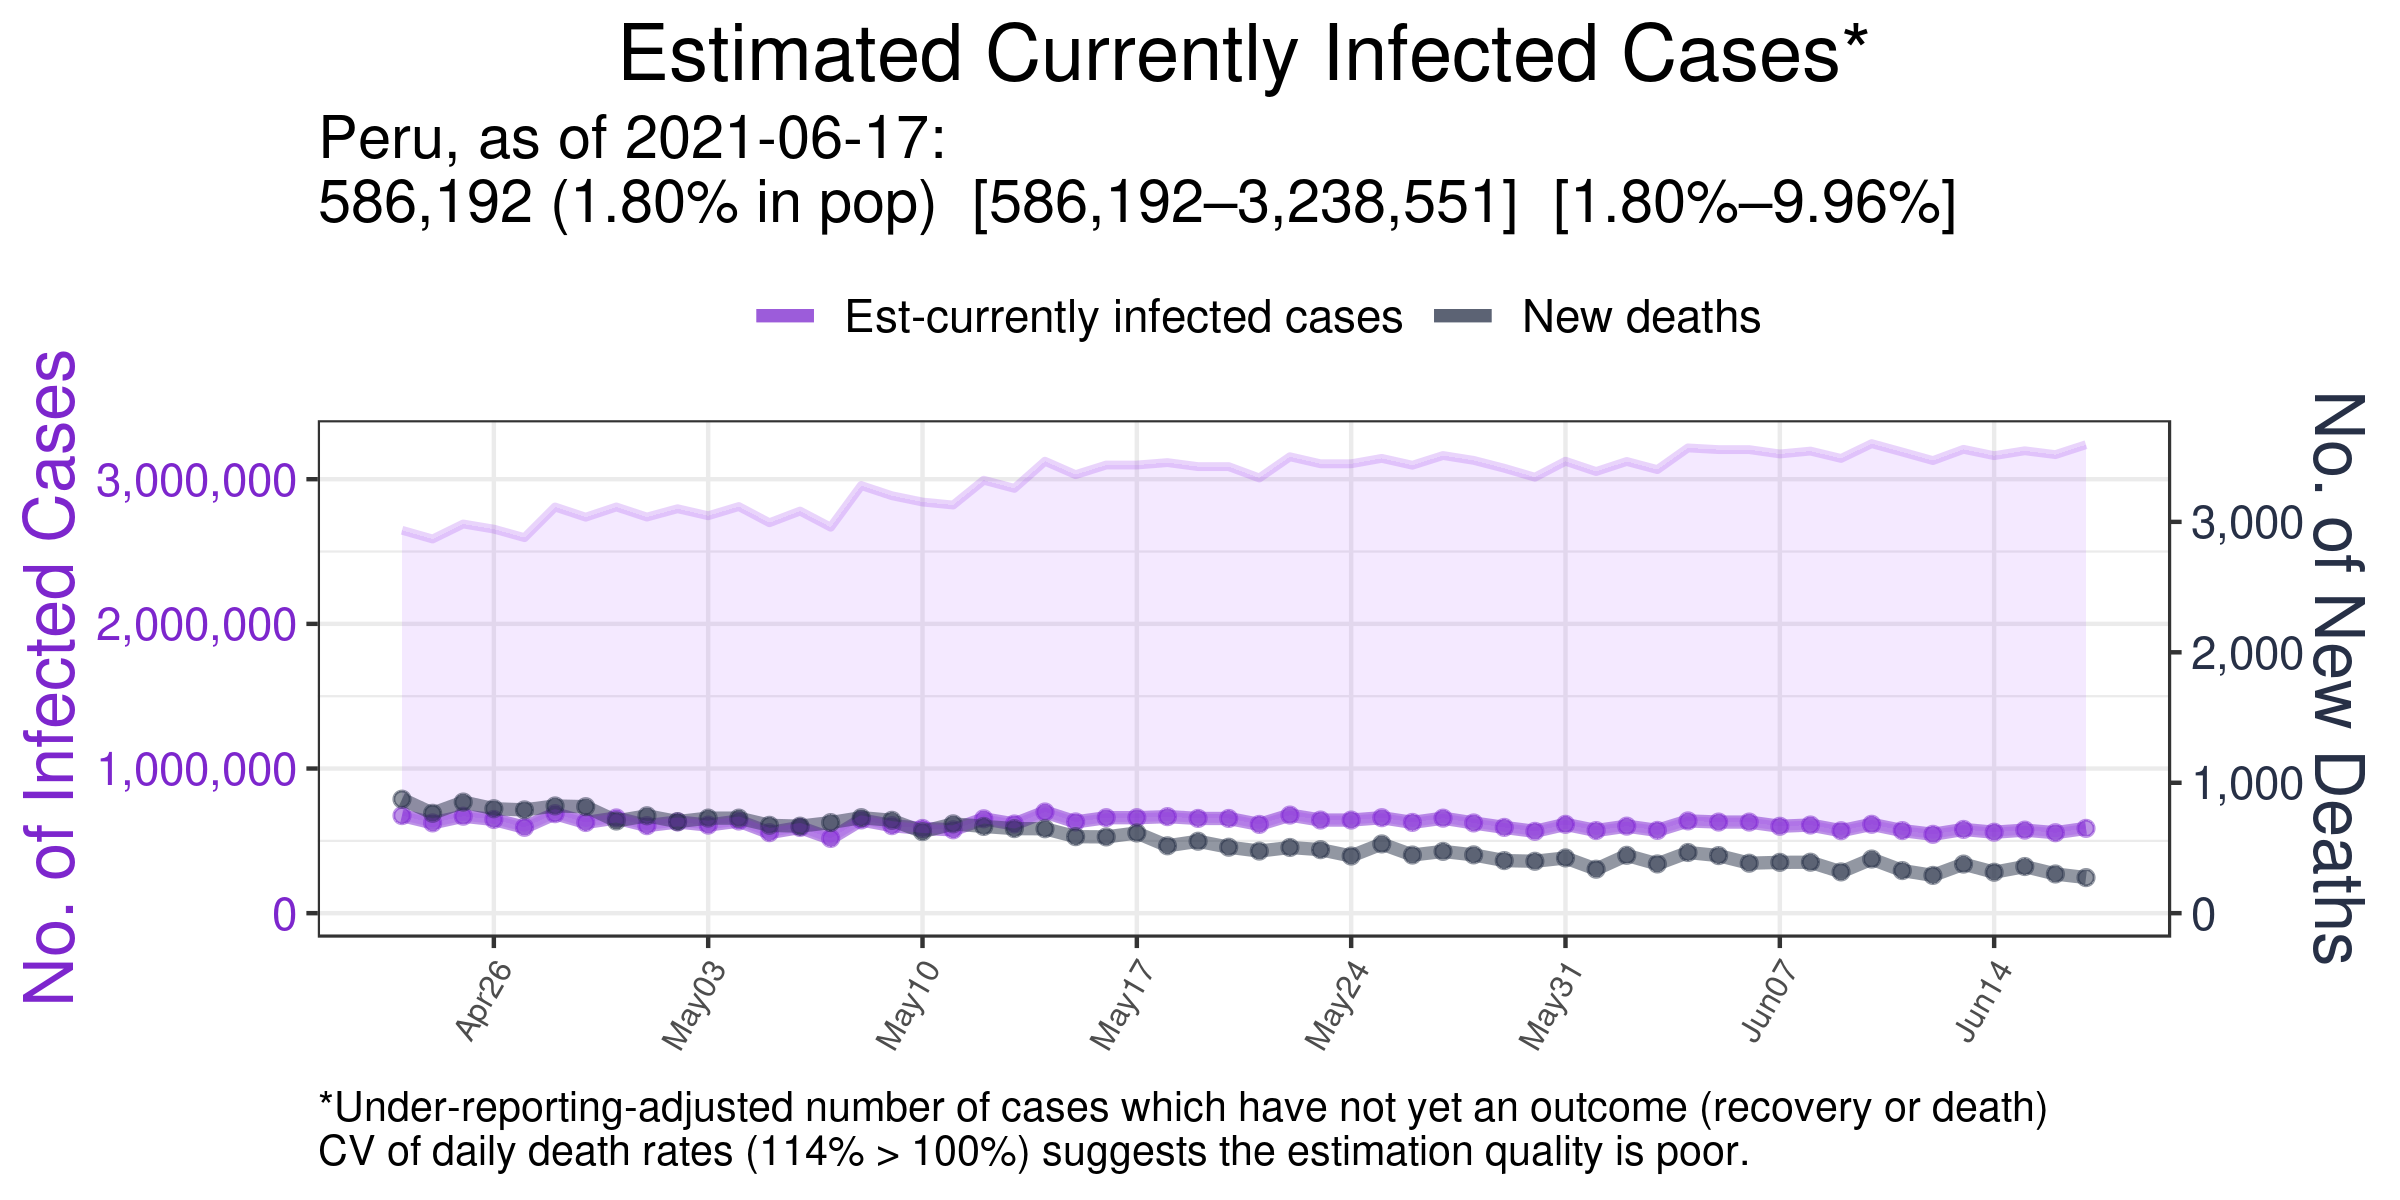 Estimated Currently Infected Cases*
Peru, as of 2021-06-17:
586,192 (1.80% in pop)  [586,192–3,238,551]  [1.80%–9.96%]
Est-currently infected cases
New deaths
No. of Infected Cases
3,000,000
2,000,000
1,000,000
0
No. of New Deaths
3,000
2,000
1,000
0
Apr26
May03
May10
May17
May24
May31
Jun07
Jun14
*Under-reporting-adjusted number of cases which have not yet an outcome (recovery or death)
CV of daily death rates (114% > 100%) suggests the estimation quality is poor.